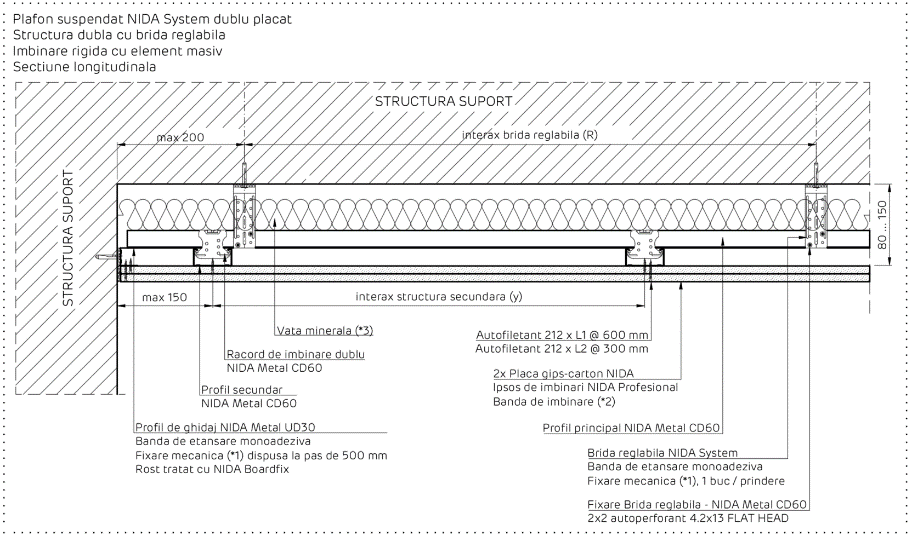 Plafon suspendat NIDA System dublu placat
Structura dubla cu brida reglabila
Imbinare rigida cu element masiv
Sectiune longitudinala
STRUCTURA SUPORT
max 200
interax brida reglabila (R)
STRUCTURA SUPORT
80 ... 150
max 150
interax structura secundara (y)
Vata minerala (*3)
Racord de imbinare dublu
NIDA Metal CD60
Profil secundar
NIDA Metal CD60
Profil de ghidaj NIDA Metal UD30
Banda de etansare monoadeziva
Fixare mecanica (*1) dispusa la pas de 500 mm
Rost tratat cu NIDA Boardfix
Autofiletant 212 x L1 @ 600 mm
Autofiletant 212 x L2 @ 300 mm
2x Placa gips-carton NIDA
Ipsos de imbinari NIDA Profesional
Banda de imbinare (*2)
Profil principal NIDA Metal CD60
Brida reglabila NIDA System
Banda de etansare monoadeziva
Fixare mecanica (*1), 1 buc / prindere
Fixare Brida reglabila - NIDA Metal CD60
2x2 autoperforant 4.2x13 FLAT HEAD